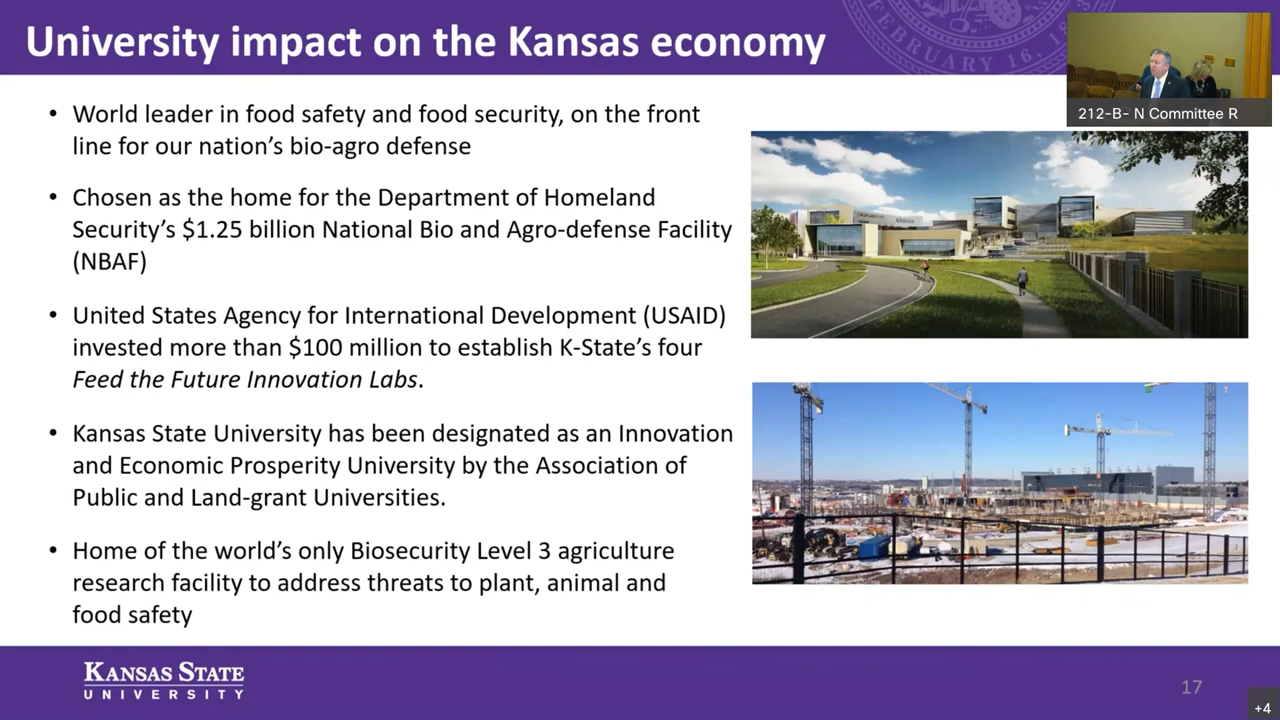 University impact on the Kansas economy
FEBRUARY 16, 18
212-B- N Committee R
• World leader in food safety and food security, on the front
line for our nation’s bio-agro defense
• Chosen as the home for the Department of Homeland
Security’s $1.25 billion National Bio and Agro-defense Facility
(NBAF)
• United States Agency for International Development (USAID)
invested more than $100 million to establish K-State’s four
Feed the Future Innovation Labs.
• Kansas State University has been designated as an Innovation
and Economic Prosperity University by the Association of
Public and Land-grant Universities.
• Home of the world’s only Biosecurity Level 3 agriculture
research facility to address threats to plant, animal and
food safety
KANSAS STATE
UNIVERSITY
17
+4